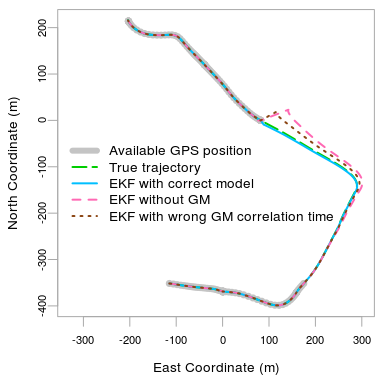 200
100
0
-100
-200
-300
-400
North Coordinate (m)
Available GPS position
True trajectory
EKF with correct model
EKF without GM
EKF with wrong GM correlation time
-300 -200 -100 0 100 200 300
East Coordinate (m)